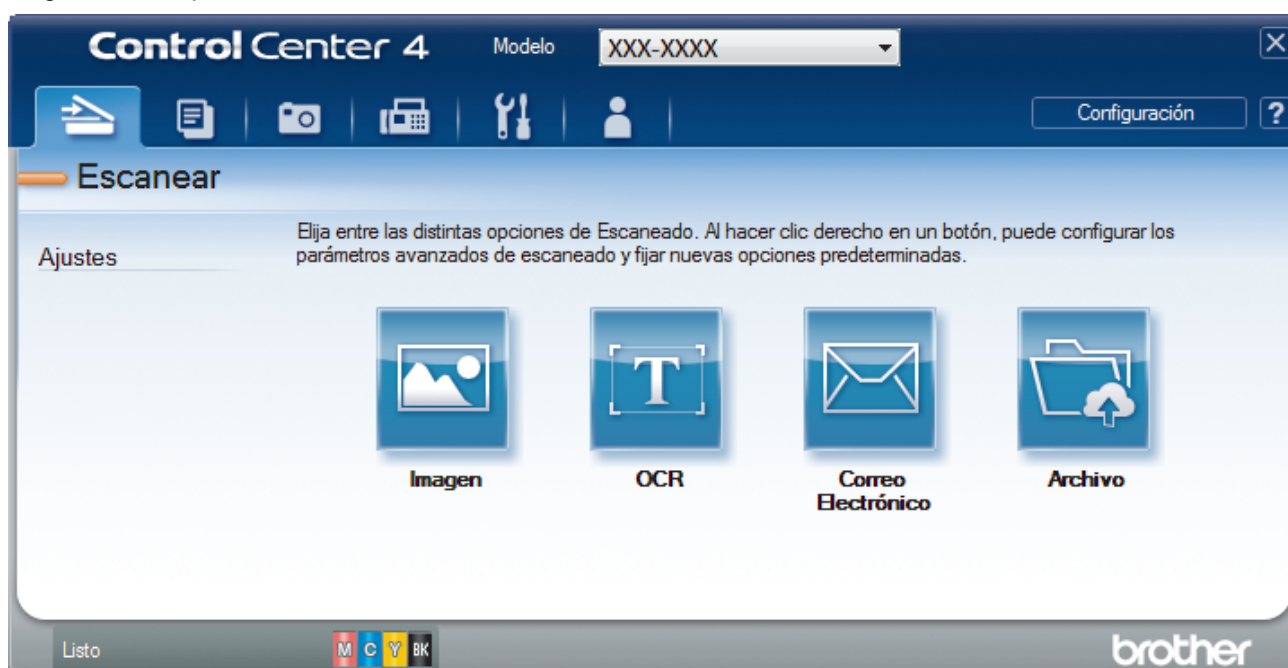 Control Center 4 Modelo XXX-XXXX
Configuración ?
Escanear
Ajustes
Elija entre las distintas opciones de Escaneado. Al hacer clic derecho en un botón, puede configurar los
parámetros avanzados de escaneado y fijar nuevas opciones predeterminadas.
T
Imagen OCR Correo Electrónico Archivo
Listo M C Y BK brother